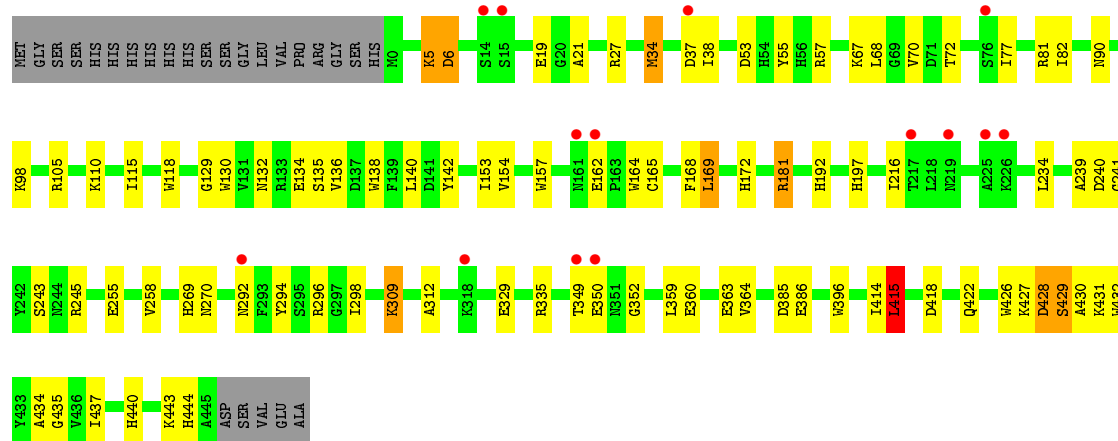 MET GLY SER SER HIS HIS HIS HIS HIS HIS SER SER GLY LEU VAL PRO ARG GLY SER HIS M0 K5 D6 S14 S15 E19 G20 A21 R27 M34 D37 I38 D53 H54 Y55 H56 R57 K67 L68 G69 V70 D71 T72 S76 I77 R81 I82 N90
K98 R105 K110 I115 W118 G129 W130 V131 N132 R133 E134 S135 V136 D137 W138 F139 L140 D141 Y142 I153 V154 W157 N161 E162 P163 W164 C165 F168 L169 H172 R181 H192 H197 I216 T217 L218 N219 A225 K226 L234 A239 D240 G241
Y242 S243 N244 R245 E255 V258 H269 N270 N292 F293 Y294 S295 R296 G297 I298 K309 A312 K318 E329 R335 T349 E350 N351 G352 L359 E360 E363 V364 D385 E386 W396 I414 L415 D418 Q422 W426 K427 D428 S429 A430 K431 W432
Y433 A434 G435 V436 I437 H440 K443 H444 A445 ASP SER VAL GLU ALA